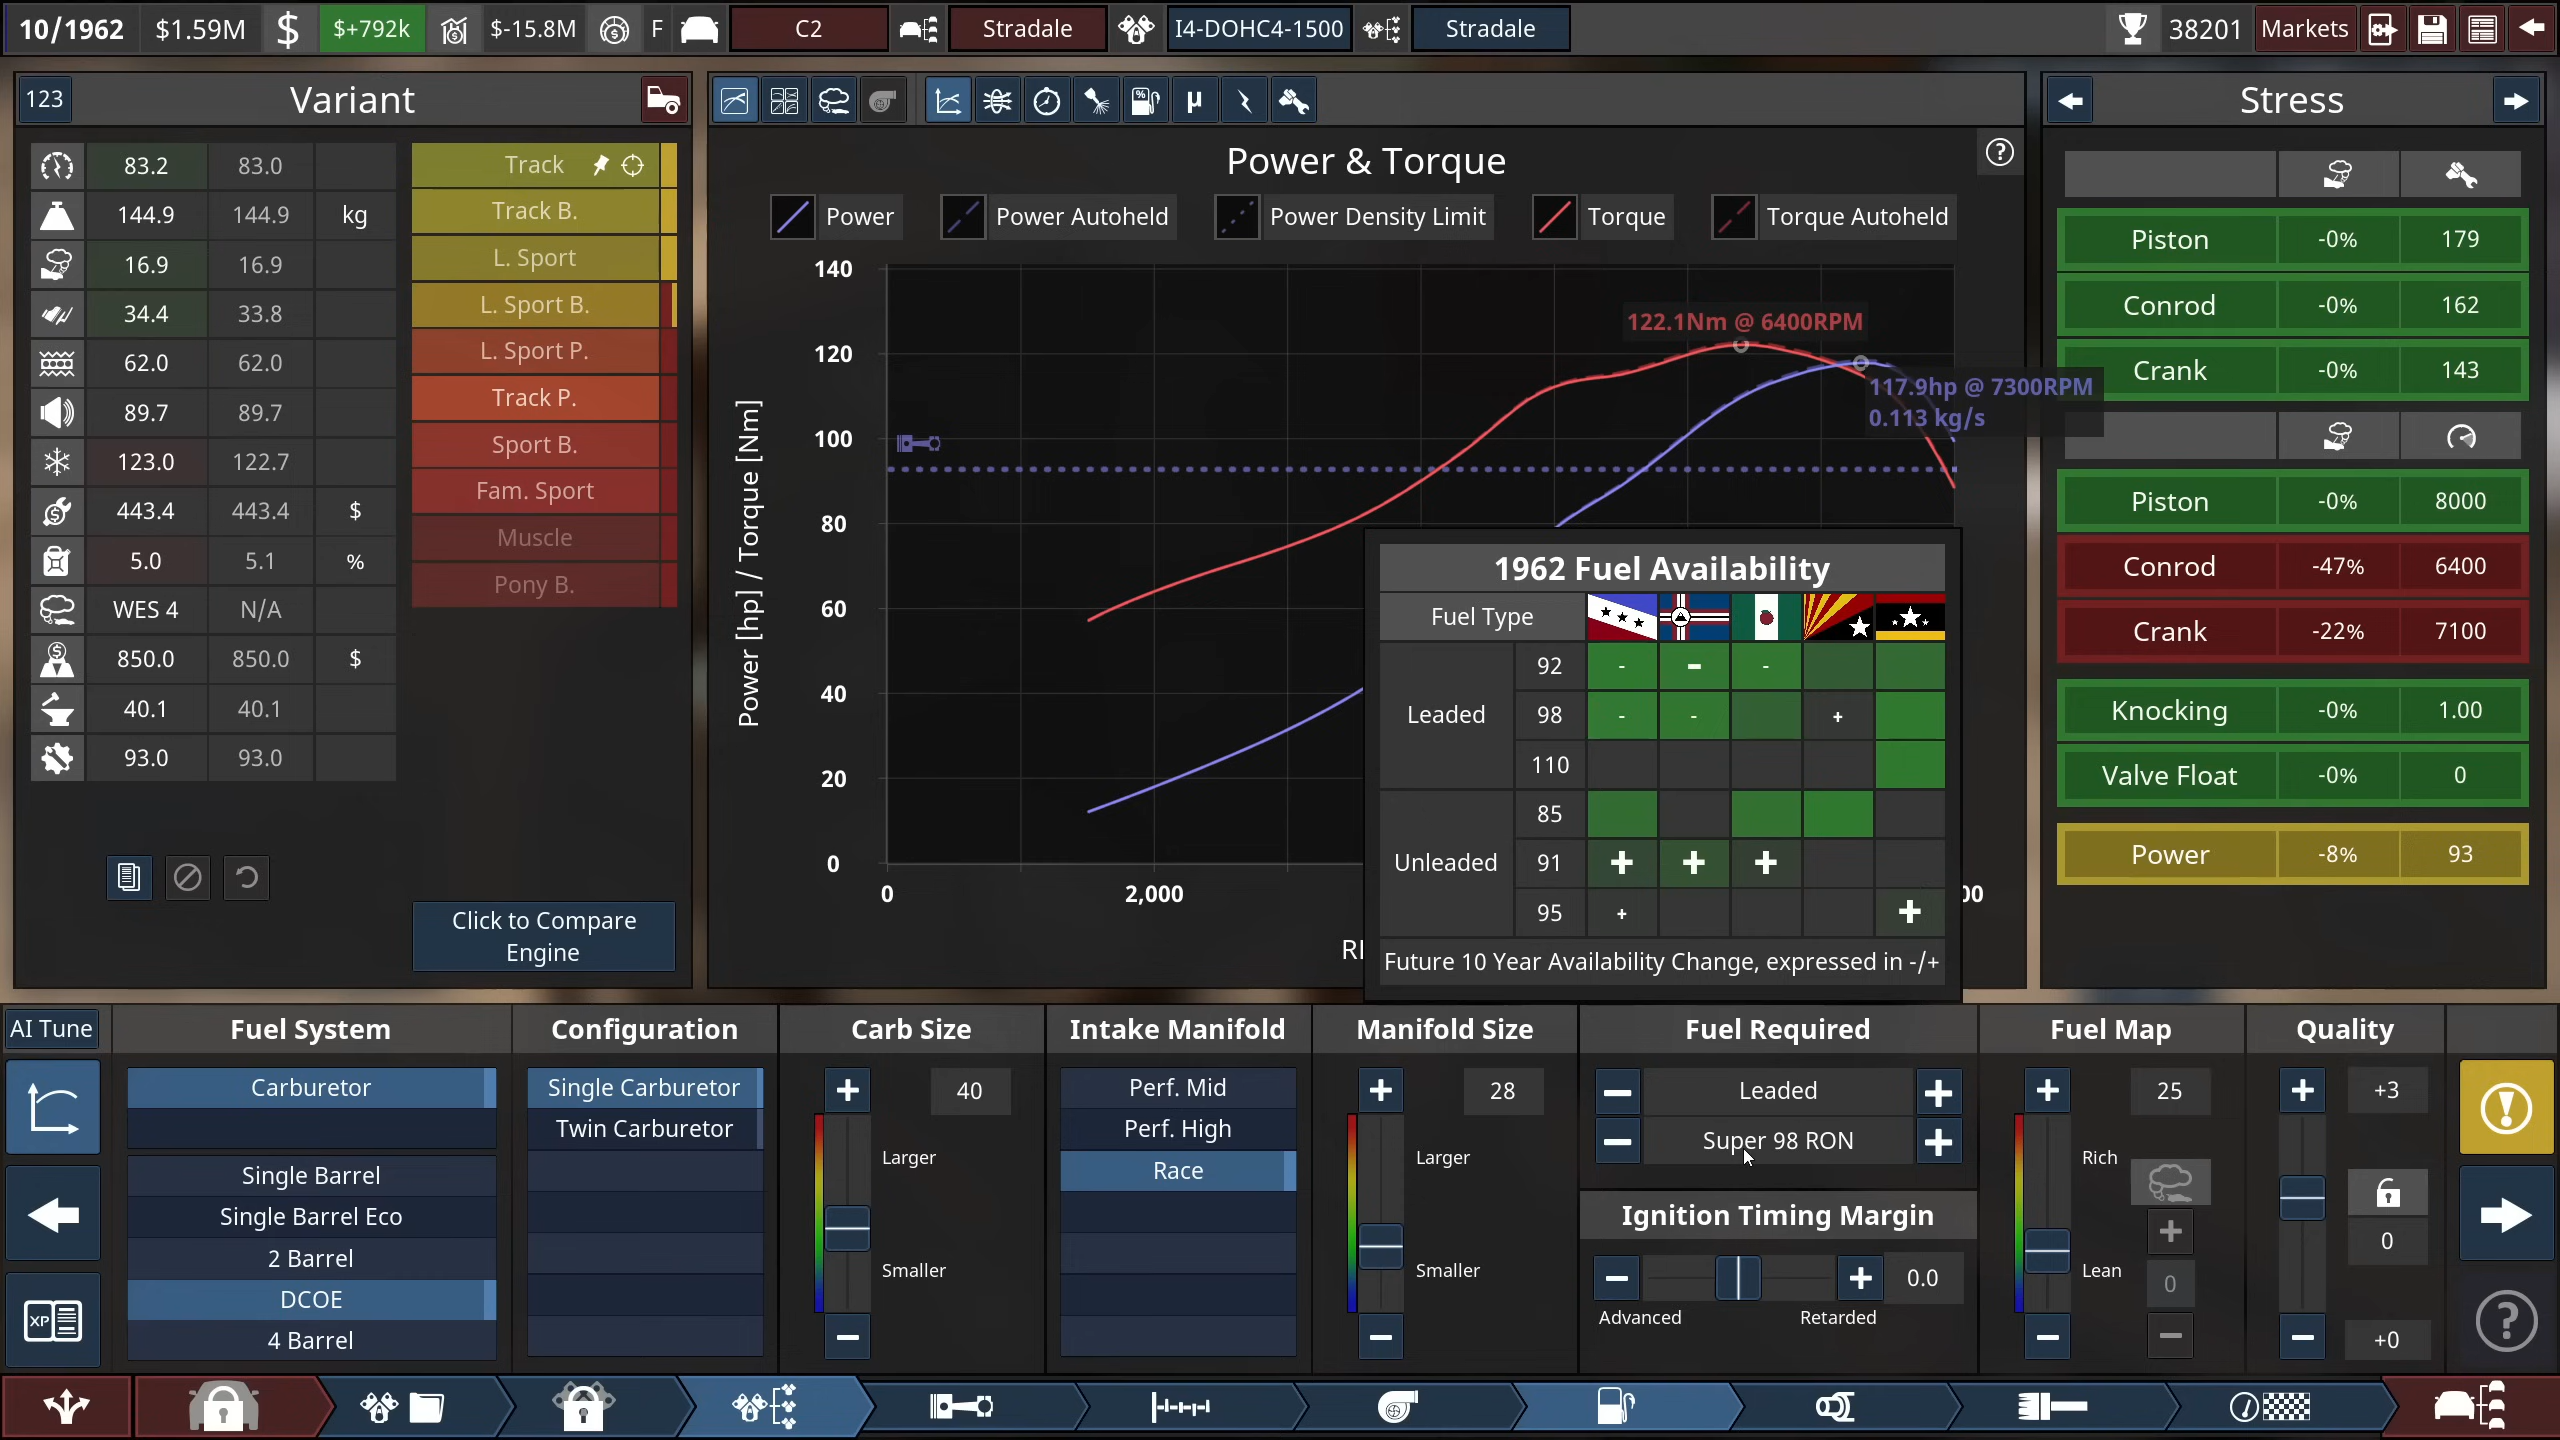 10/1962 $1.59M $+792k $-15.8M F C2 Stradale I4-DOHC4-1500 Stradale 38201 Markets
123 Variant
83.2 83.0
144.9 144.9 kg
16.9 16.9
34.4 33.8
62.0 62.0
89.7 89.7
123.0 122.7
443.4 443.4 $
5.0 5.1 %
WES 4 N/A
850.0 850.0 $
40.1 40.1
93.0 93.0
Track
Track B.
L. Sport
L. Sport B.
L. Sport P.
Track P.
Sport B.
Fam. Sport
Muscle
Pony B.
Click to Compare
Engine
µ
Power & Torque
?
Power Power Autoheld Power Density Limit Torque Torque Autoheld
Power [hp] / Torque [Nm]
140
120
100
80
60
40
20
0
122.1Nm @ 6400RPM
117.9hp @ 7300RPM
0.113 kg/s
0 2,000 00
RI
1962 Fuel Availability
Fuel Type
Leaded
92 - - -
98 - - +
110
Unleaded
85
91 + + +
95 + +
Future 10 Year Availability Change, expressed in -/+
Stress
Piston -0% 179
Conrod -0% 162
Crank -0% 143
Piston -0% 8000
Conrod -47% 6400
Crank -22% 7100
Knocking -0% 1.00
Valve Float -0% 0
Power -8% 93
AI Tune
XP
Fuel System
Carburetor
Single Barrel
Single Barrel Eco
2 Barrel
DCOE
4 Barrel
Configuration
Single Carburetor
Twin Carburetor
Carb Size
40
Larger
Smaller
Intake Manifold
Perf. Mid
Perf. High
Race
Manifold Size
28
Larger
Smaller
Fuel Required
Leaded
Super 98 RON
Ignition Timing Margin
0.0
Advanced Retarded
Fuel Map
25
Rich
0
Lean
Quality
+3
0
+0
?